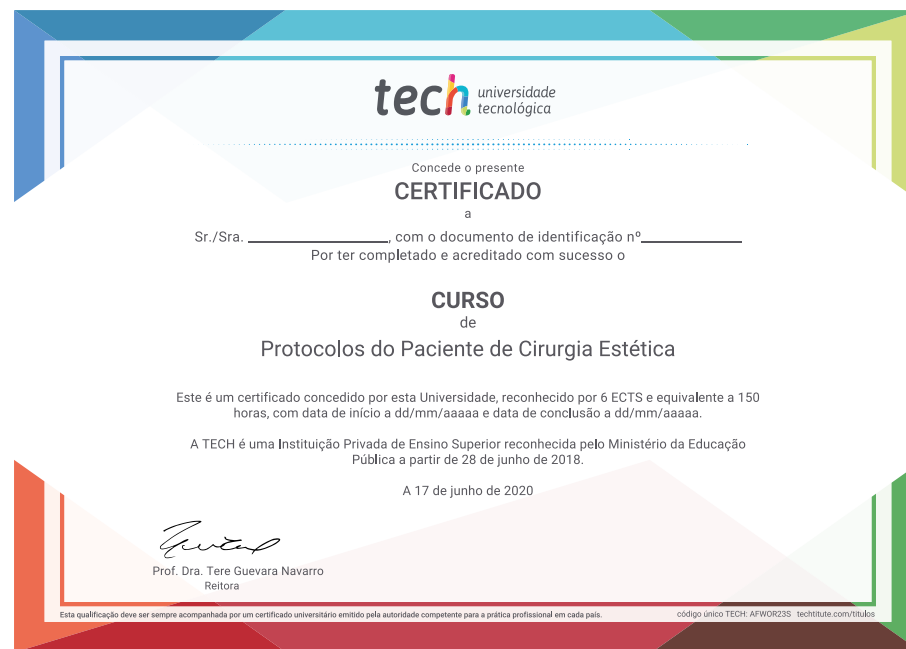 tech universidade
tecnológica
Concede o presente
CERTIFICADO
a
Sr./Sra. ____________________, com o documento de identificação nº______________
Por ter completado e acreditado com sucesso o
CURSO
de
Protocolos do Paciente de Cirurgia Estética
Este é um certificado concedido por esta Universidade, reconhecido por 6 ECTS e equivalente a 150
horas, com data de início a dd/mm/aaaaa e data de conclusão a dd/mm/aaaaa.
A TECH é uma Instituição Privada de Ensino Superior reconhecida pelo Ministério da Educação
Pública a partir de 28 de junho de 2018.
A 17 de junho de 2020
Prof. Dra. Tere Guevara Navarro
Reitora
Esta qualificação deve ser sempre acompanhada por um certificado universitário emitido pela autoridade competente para a prática profissional em cada país.
código único TECH: AFWOR23S techtitute.com/titulos